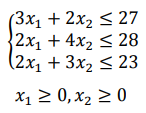 3x₁ + 2x₂ ≤ 27
2x₁ + 4x₂ ≤ 28
2x₁ + 3x₂ ≤ 23
x₁ ≥ 0, x₂ ≥ 0